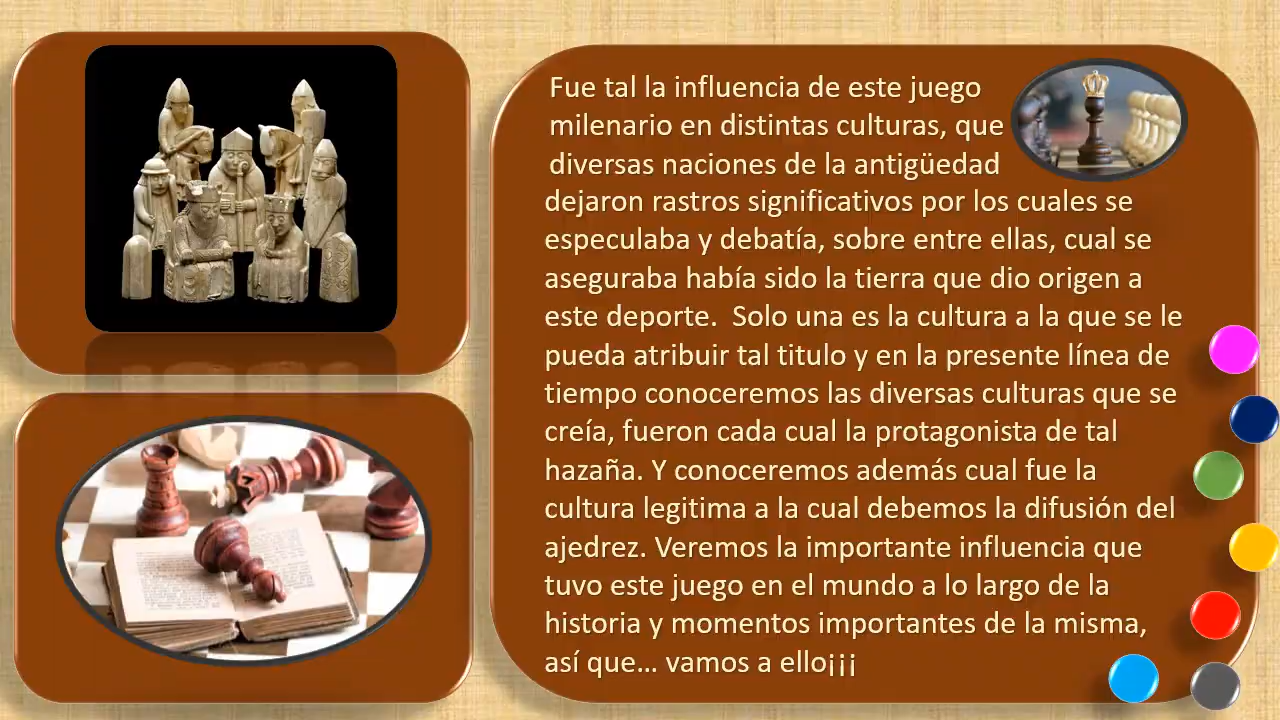 Fue tal la influencia de este juego
milenario en distintas culturas, que
diversas naciones de la antigüedad
dejaron rastros significativos por los cuales se
especulaba y debatía, sobre entre ellas, cual se
aseguraba había sido la tierra que dio origen a
este deporte.  Solo una es la cultura a la que se le
pueda atribuir tal titulo y en la presente línea de
tiempo conoceremos las diversas culturas que se
creía, fueron cada cual la protagonista de tal
hazaña. Y conoceremos además cual fue la
cultura legitima a la cual debemos la difusión del
ajedrez. Veremos la importante influencia que
tuvo este juego en el mundo a lo largo de la
historia y momentos importantes de la misma,
así que... vamos a ello¡¡¡